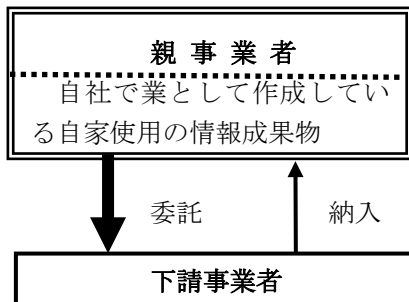 親 事 業 者
自社で業として作成してい
る自家使用の情報成果物
委託 納入
下請事業者